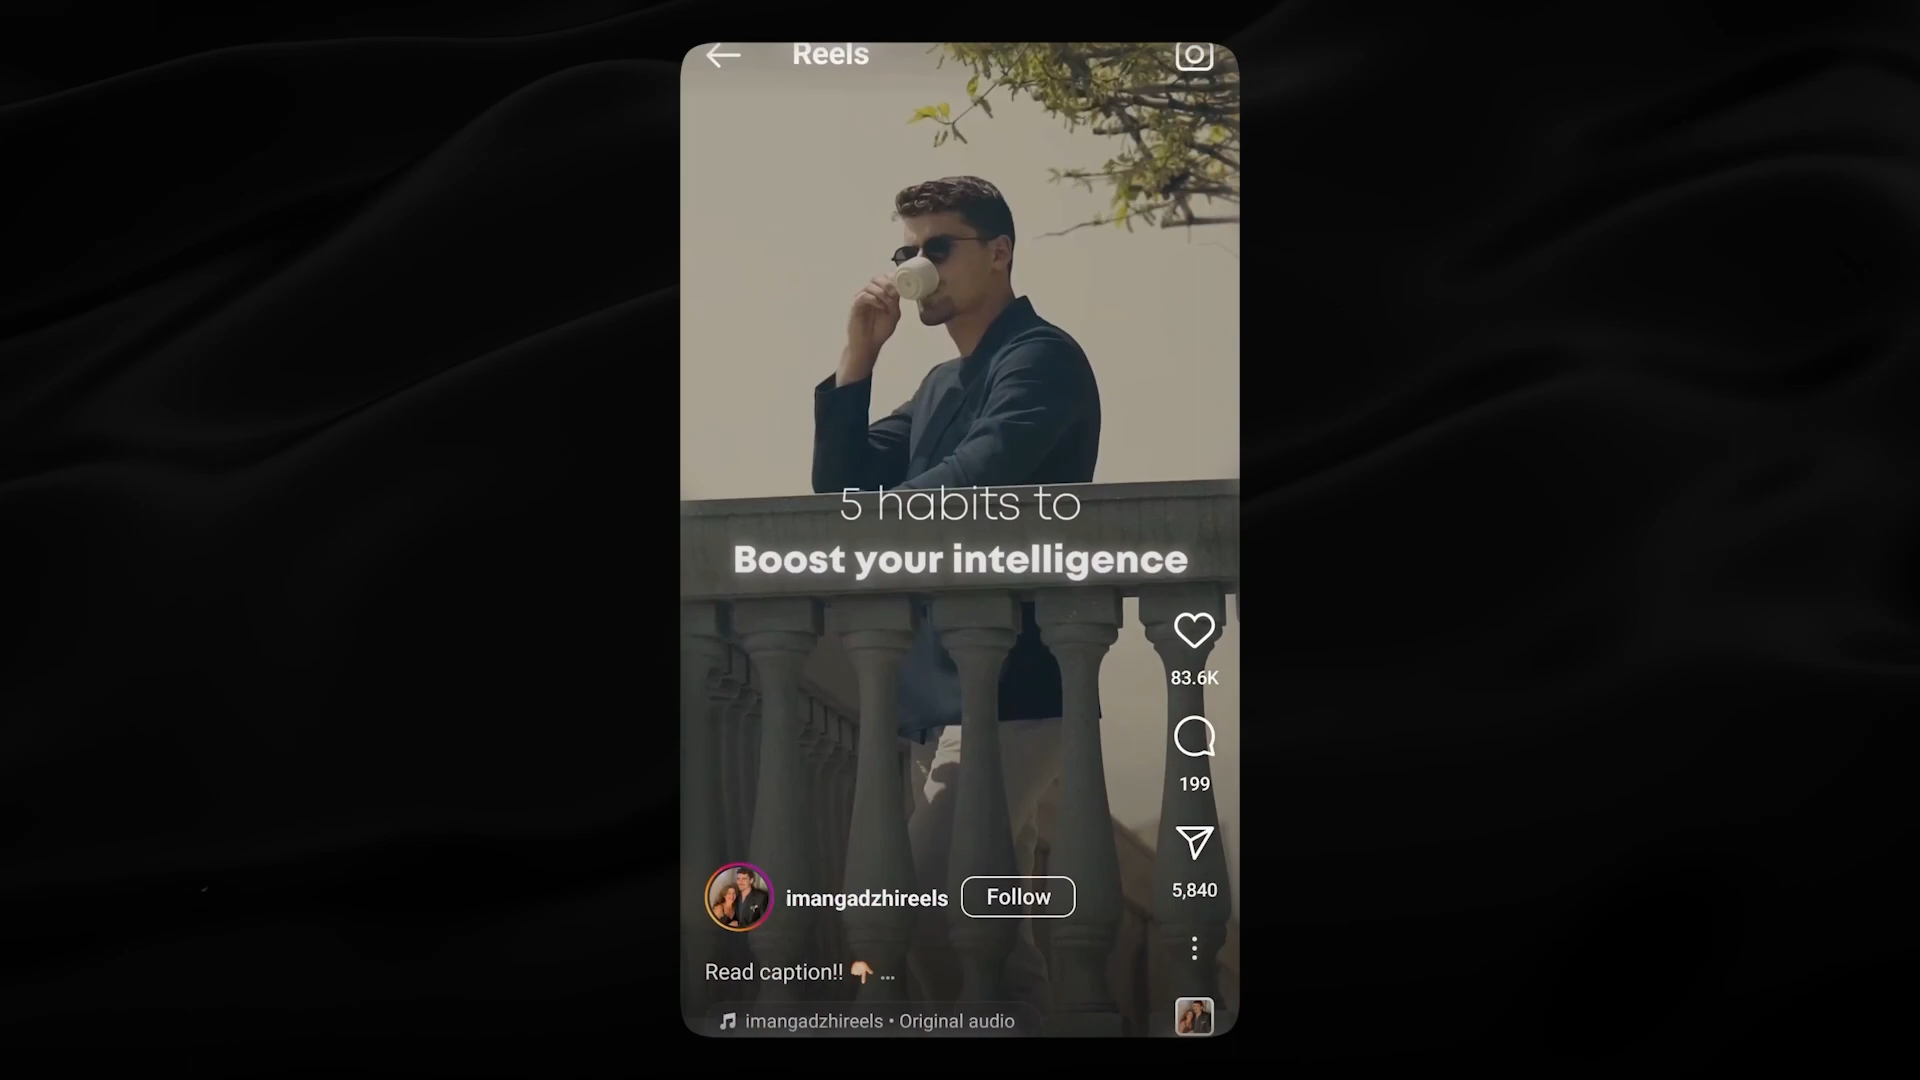 Reels
5 habits to
Boost your intelligence
83.6K
199
5,840
imangadzhireels
Follow
Read caption!! 👇🏻 ...
imangadzhireels • Original audio